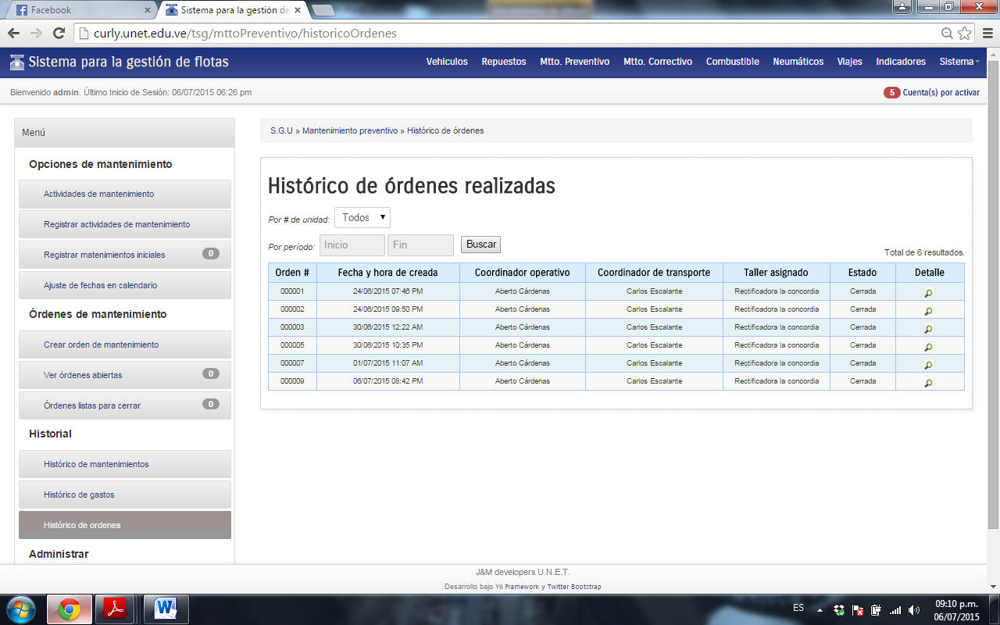 Facebook
Sistema para la gestión de
curly.unet.edu.ve/tsg/mttoPreventivo/historicoOrdenes
Sistema para la gestión de flotas
Vehiculos Repuestos Mtto. Preventivo Mtto. Correctivo Combustible Neumáticos Viajes Indicadores Sistema
Bienvenido admin. Último Inicio de Sesión: 06/07/2015 06:26 pm
5 Cuenta(s) por activar
Menú
Opciones de mantenimiento
Actividades de mantenimiento
Registrar actividades de mantenimiento
Registrar matenimientos iniciales 0
Ajuste de fechas en calendario
Órdenes de mantenimiento
Crear orden de mantenimiento
Ver órdenes abiertas 0
Órdenes listas para cerrar 0
Historial
Histórico de mantenimientos
Histórico de gastos
Histórico de ordenes
Administrar
S.G.U » Mantenimiento preventivo » Histórico de órdenes
Histórico de órdenes realizadas
Por # de unidad: Todos
Por período: Inicio Fin Buscar
Total de 6 resultados.
Orden # Fecha y hora de creada Coordinador operativo Coordinador de transporte Taller asignado Estado Detalle
000001 24/06/2015 07:46 PM Aberto Cárdenas Carlos Escalante Rectificadora la concordia Cerrada
000002 24/06/2015 09:50 PM Aberto Cárdenas Carlos Escalante Rectificadora la concordia Cerrada
000003 30/06/2015 12:22 AM Aberto Cárdenas Carlos Escalante Rectificadora la concordia Cerrada
000005 30/06/2015 10:35 PM Aberto Cárdenas Carlos Escalante Rectificadora la concordia Cerrada
000007 01/07/2015 11:07 AM Aberto Cárdenas Carlos Escalante Rectificadora la concordia Cerrada
000009 06/07/2015 08:42 PM Aberto Cárdenas Carlos Escalante Rectificadora la concordia Cerrada
J&M developers U.N.E.T.
Desarrollo bajo Yii Framework y Twitter Bootstrap
ES
09:10 p.m.
06/07/2015